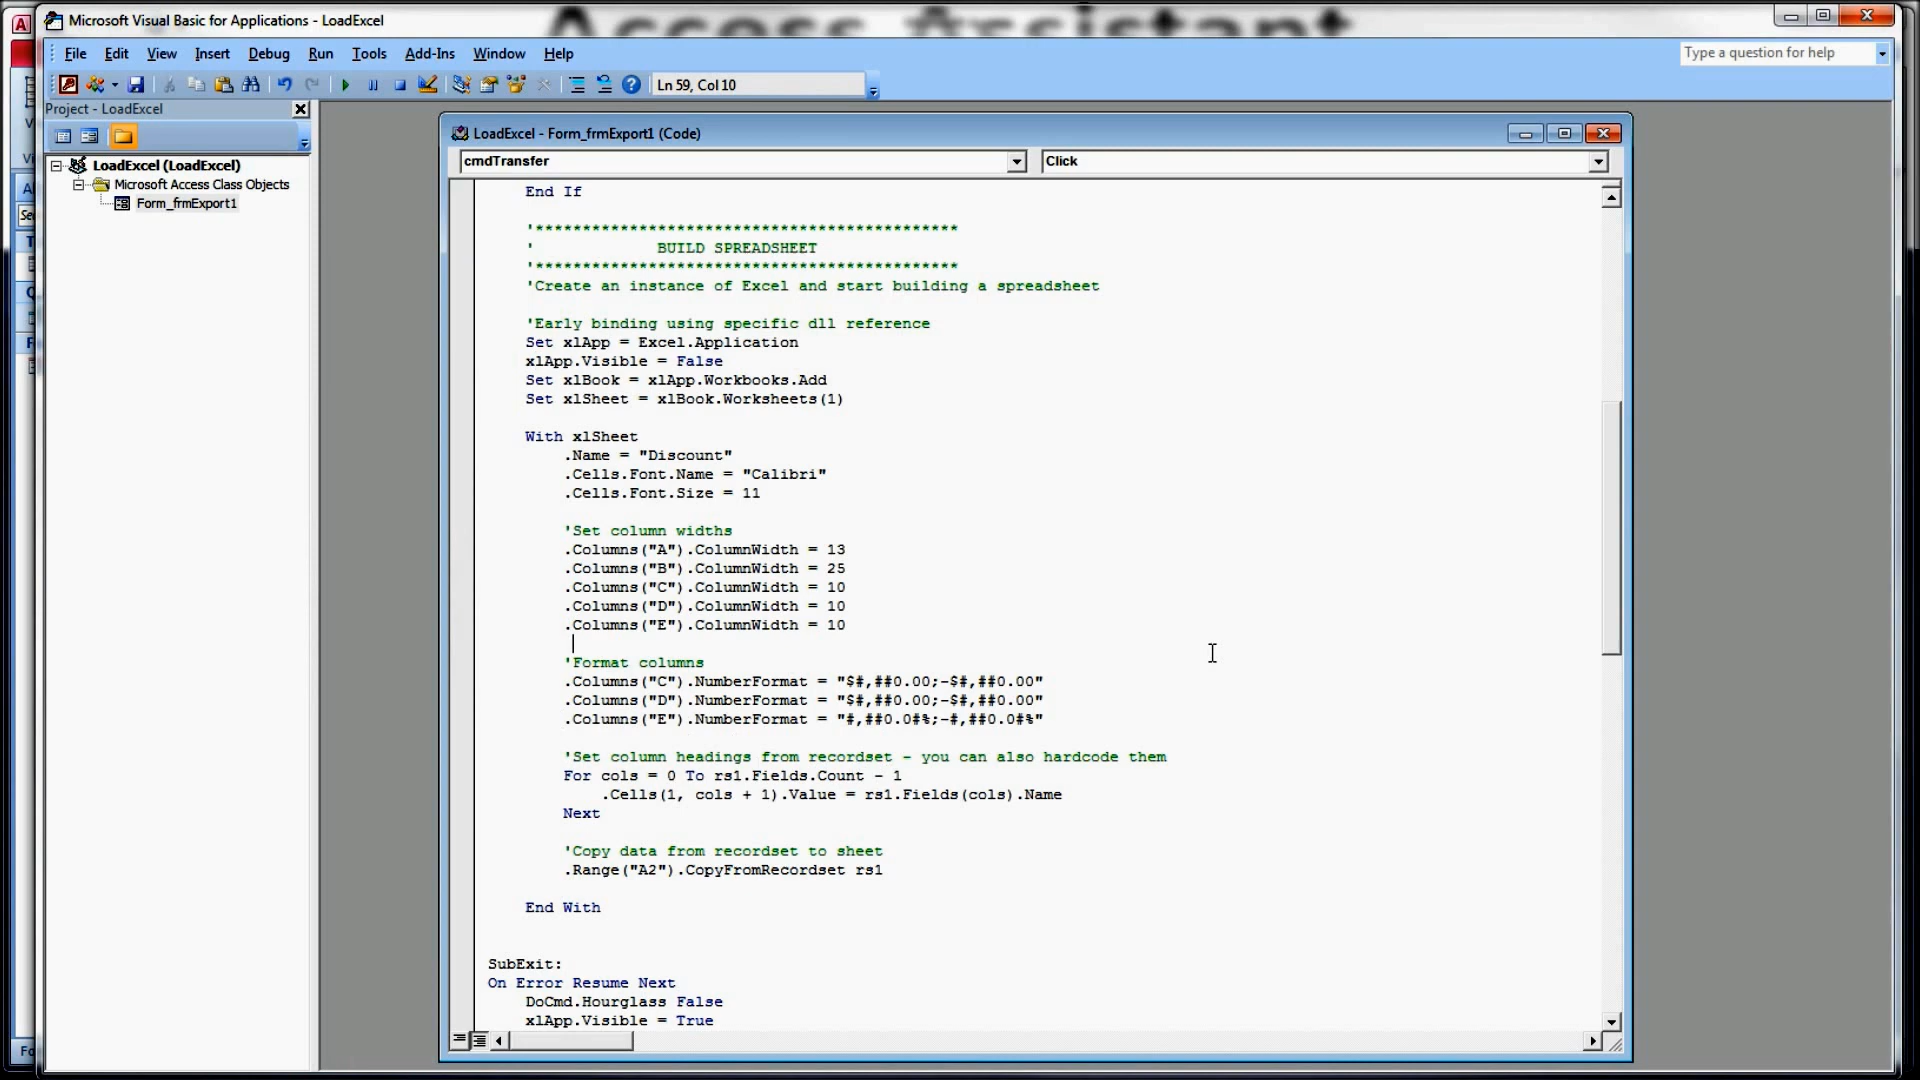 Access Assistant
Microsoft Visual Basic for Applications - LoadExcel
File Edit View Insert Debug Run Tools Add-Ins Window Help
Type a question for help
Ln 59, Col 10
Project - LoadExcel
LoadExcel (LoadExcel)
Microsoft Access Class Objects
Form_frmExport1
LoadExcel - Form_frmExport1 (Code)
cmdTransfer
Click
End If
'*********************************************
' BUILD SPREADSHEET
'*********************************************
'Create an instance of Excel and start building a spreadsheet
'Early binding using specific dll reference
Set xlApp = Excel.Application
xlApp.Visible = False
Set xlBook = xlApp.Workbooks.Add
Set xlSheet = xlBook.Worksheets(1)
With xlSheet
.Name = "Discount"
.Cells.Font.Name = "Calibri"
.Cells.Font.Size = 11
'Set column widths
.Columns("A").ColumnWidth = 13
.Columns("B").ColumnWidth = 25
.Columns("C").ColumnWidth = 10
.Columns("D").ColumnWidth = 10
.Columns("E").ColumnWidth = 10
'Format columns
.Columns("C").NumberFormat = "$#,##0.00;-$#,##0.00"
.Columns("D").NumberFormat = "$#,##0.00;-$#,##0.00"
.Columns("E").NumberFormat = "#,##0.0#%;-#,##0.0#%"
'Set column headings from recordset - you can also hardcode them
For cols = 0 To rs1.Fields.Count - 1
.Cells(1, cols + 1).Value = rs1.Fields(cols).Name
Next
'Copy data from recordset to sheet
.Range("A2").CopyFromRecordset rs1
End With
SubExit:
On Error Resume Next
DoCmd.Hourglass False
xlApp.Visible = True